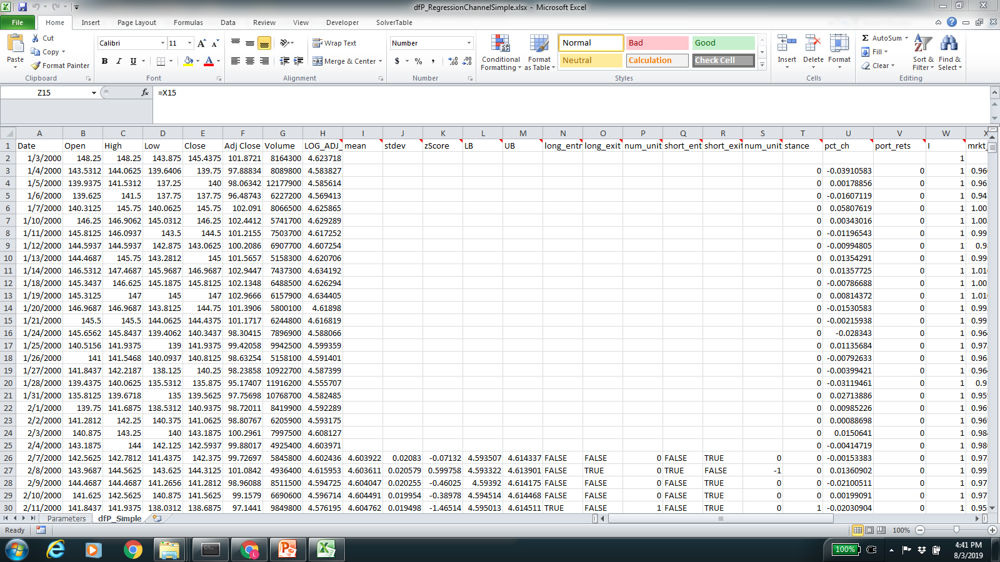 dfP_RegressionChannelSimple.xlsx - Microsoft Excel
File Home Insert Page Layout Formulas Data Review View Developer SolverTable
Paste Cut Copy Format Painter Clipboard
Calibri 11 B I U Font
Wrap Text Merge & Center Alignment
Number $ % , Number
Conditional Formatting Format as Table Normal Bad Good Neutral Calculation Check Cell Styles
Insert Delete Format Cells
AutoSum Fill Clear Sort & Filter Find & Select Editing
Z15 fx =X15
A B C D E F G H I J K L M N O P Q R S T U V W X
1 Date Open High Low Close Adj Close Volume LOG_ADJ_ mean stdev zScore LB UB long_entr long_exit num_unit short_ent short_exit num_unit stance pct_ch port_rets I mrkt_
2 1/3/2000 148.25 148.25 143.875 145.4375 101.8721 8164300 4.623718 1
3 1/4/2000 143.5312 144.0625 139.6406 139.75 97.88834 8089800 4.583827 0 -0.03910583 0 1 0.96
4 1/5/2000 139.9375 141.5312 137.25 140 98.06342 12177900 4.585614 0 0.00178856 0 1 0.96
5 1/6/2000 139.625 141.5 137.75 137.75 96.48743 6227200 4.569413 0 -0.01607119 0 1 0.94
6 1/7/2000 140.3125 145.75 140.0625 145.75 102.091 8066500 4.625865 0 0.05807619 0 1 1.00
7 1/10/2000 146.25 146.9062 145.0312 146.25 102.4412 5741700 4.629289 0 0.00343016 0 1 1.00
8 1/11/2000 145.8125 146.0937 143.5 144.5 101.2155 7503700 4.617252 0 -0.01196543 0 1 0.99
9 1/12/2000 144.5937 144.5937 142.875 143.0625 100.2086 6907700 4.607254 0 -0.00994805 0 1 0.9
10 1/13/2000 144.4687 145.75 143.2812 145 101.5657 5158300 4.620706 0 0.01354291 0 1 0.99
11 1/14/2000 146.5312 147.4687 145.9687 146.9687 102.9447 7437300 4.634192 0 0.01357725 0 1 1.01
12 1/18/2000 145.3437 146.625 145.1875 145.8125 102.1348 6488500 4.626294 0 -0.00786688 0 1 1.00
13 1/19/2000 145.3125 147 145 147 102.9666 6157900 4.634405 0 0.00814372 0 1 1.01
14 1/20/2000 146.9687 146.9687 143.8125 144.75 101.3906 5800100 4.61898 0 -0.01530583 0 1 0.99
15 1/21/2000 145.5 145.5 144.0625 144.4375 101.1717 6244800 4.616819 0 -0.00215938 0 1 0.99
16 1/24/2000 145.6562 145.8437 139.4062 140.3437 98.30415 7896900 4.588066 0 -0.028343 0 1 0.96
17 1/25/2000 140.5156 141.9375 139 141.9375 99.42058 9942500 4.599359 0 0.01135684 0 1 0.97
18 1/26/2000 141 141.5468 140.0937 140.8125 98.63254 5158100 4.591401 0 -0.00792633 0 1 0.96
19 1/27/2000 141.8437 142.2187 138.125 140.25 98.23858 10922700 4.587399 0 -0.00399421 0 1 0.96
20 1/28/2000 139.4375 140.0625 135.5312 135.875 95.17407 11916200 4.555707 0 -0.03119461 0 1 0.9
21 1/31/2000 135.8125 139.6718 135 139.5625 97.75698 10768700 4.582485 0 0.02713886 0 1 0.95
22 2/1/2000 139.75 141.6875 138.5312 140.9375 98.72011 8419900 4.592289 0 0.00985226 0 1 0.96
23 2/2/2000 141.2812 142.25 140.375 141.0625 98.80767 6205900 4.593175 0 0.00088698 0 1 0.96
24 2/3/2000 140.875 143.25 140 143.1875 100.2961 7997500 4.608127 0 0.0150641 0 1 0.98
25 2/4/2000 143.1875 144 142.125 142.5937 99.88017 4925400 4.603971 0 -0.00414719 0 1 0.98
26 2/7/2000 142.5625 142.7812 141.4375 142.375 99.72697 5845800 4.602436 4.603922 0.02083 -0.07132 4.593507 4.614337 FALSE FALSE 0 FALSE TRUE 0 0 -0.00153383 0 1 0.97
27 2/8/2000 143.9687 144.5625 143.625 144.3125 101.0842 4936400 4.615953 4.603611 0.020579 0.599758 4.593322 4.613901 FALSE TRUE 0 TRUE FALSE -1 0 0.01360902 0 1 0.99
28 2/9/2000 144.4687 144.4687 141.2656 141.2812 98.96088 8511500 4.594725 4.604047 0.020255 -0.46025 4.59392 4.614175 FALSE FALSE 0 FALSE TRUE 0 0 -0.02100511 0 1 0.97
29 2/10/2000 141.625 142.5625 140.875 141.5625 99.1579 6690600 4.596714 4.604491 0.019954 -0.38978 4.594514 4.614468 FALSE FALSE 0 FALSE TRUE 0 0 0.00199091 0 1 0.97
30 2/11/2000 141.8437 141.9375 138.0312 138.6875 97.1441 9849800 4.576195 4.604762 0.019498 -1.46514 4.595013 4.614511 TRUE FALSE 1 FALSE TRUE 0 1 -0.02030904 0 1 0.95
Parameters dfP_Simple
Ready 100%
100% 4:41 PM
8/3/2019